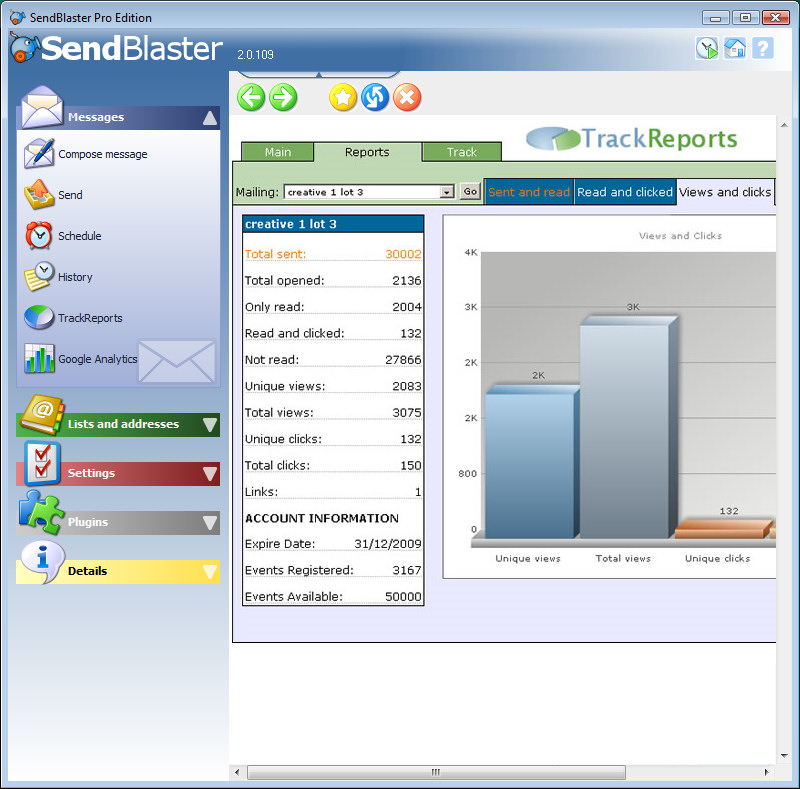 SendBlaster Pro Edition
SendBlaster 2.0.109
Messages
Compose message
Send
Schedule
History
TrackReports
Google Analytics
Lists and addresses
Settings
Plugins
Details
TrackReports
Main Reports Track
Mailing: creative 1 lot 3 Go Sent and read Read and clicked Views and clicks
creative 1 lot 3
Total sent: 30002
Total opened: 2136
Only read: 2004
Read and clicked: 132
Not read: 27866
Unique views: 2083
Total views: 3075
Unique clicks: 132
Total clicks: 150
Links: 1
ACCOUNT INFORMATION
Expire Date: 31/12/2009
Events Registered: 3167
Events Available: 50000
Views and Clicks
4K
3K
2K
2K
800
0
2K
3K
132
Unique views Total views Unique clicks